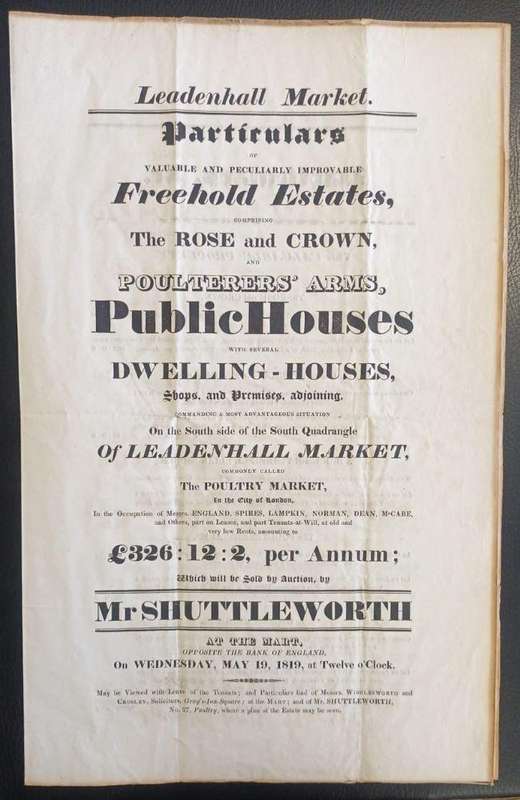 Leadenhall Market.
Particulars
OF
VALUABLE AND PECULIARLY IMPROVABLE
Freehold Estates,
COMPRISING
The ROSE and CROWN,
AND
POULTERERS' ARMS,
Public Houses
WITH SEVERAL
DWELLING-HOUSES,
Shops, and Premises, adjoining,
COMMANDING A MOST ADVANTAGEOUS SITUATION
On the South side of the South Quadrangle
Of LEADENHALL MARKET,
COMMONLY CALLED
The POULTRY MARKET,
In the City of London,
In the Occupation of Messrs. ENGLAND, SPIRES, LAMPKIN, NORMAN, DEAN, McCABE,
and Others, part on Leases, and part Tenants-at-Will, at old and
very low Rents, amounting to
£326:12:2, per Annum;
Which will be Sold by Auction, by
Mr SHUTTLEWORTH
AT THE MART,
OPPOSITE THE BANK OF ENGLAND,
On WEDNESDAY, MAY 19, 1819, at Twelve o'Clock.
May be Viewed with Leave of the Tenants; and Particulars had of Messrs. WIGGLESWORTH and
CROSLEY, Solicitors, Gray's-Inn-Square; at the MART; and of Mr. SHUTTLEWORTH,
No. 27, Poultry, where a plan of the Estate may be seen.